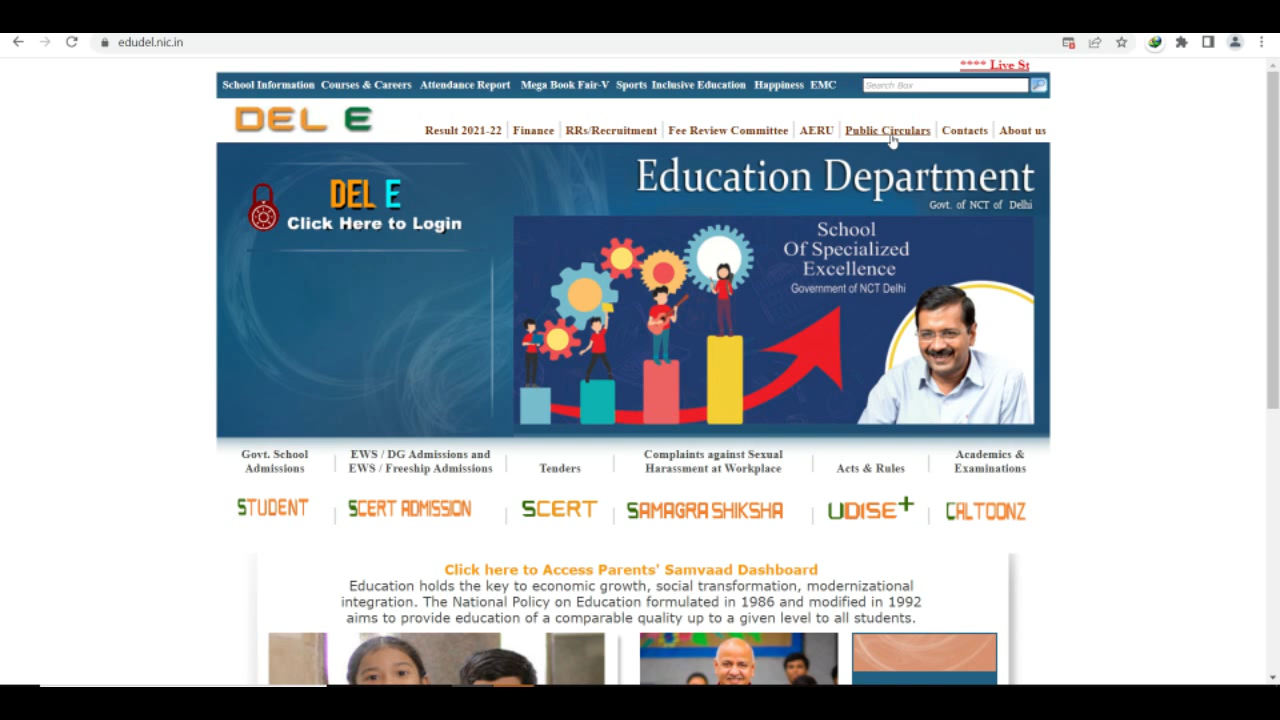 edudel.nic.in
**** Live St
School Information Courses & Careers Attendance Report Mega Book Fair-V Sports Inclusive Education Happiness EMC Search Box
DEL E
Result 2021-22 Finance RRs/Recruitment Fee Review Committee AERU Public Circulars Contacts About us
Education Department
Govt. of NCT of Delhi
DEL E
Click Here to Login
School
Of Specialized
Excellence
Government of NCT Delhi
Govt. School
Admissions
EWS / DG Admissions and
EWS / Freeship Admissions
Tenders
Complaints against Sexual
Harassment at Workplace
Acts & Rules
Academics &
Examinations
STUDENT SCERT ADMISSION SCERT SAMAGRA SHIKSHA UDISE+ CALTOONZ
Click here to Access Parents' Samvaad Dashboard
Education holds the key to economic growth, social transformation, modernizational
integration. The National Policy on Education formulated in 1986 and modified in 1992
aims to provide education of a comparable quality up to a given level to all students.